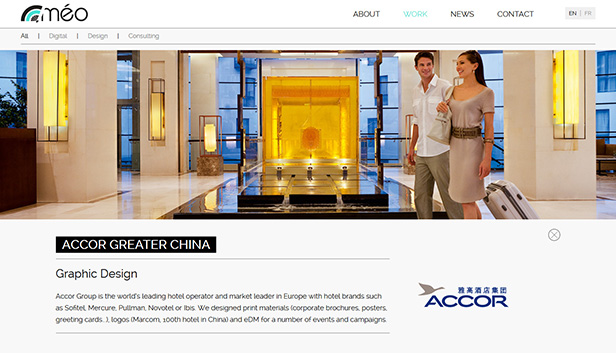 méo
ABOUT WORK NEWS CONTACT EN | FR
All | Digital | Design | Consulting
ACCOR GREATER CHINA
Graphic Design
Accor Group is the world's leading hotel operator and market leader in Europe with hotel brands such
as Sofitel, Mercure, Pullman, Novotel or Ibis. We designed print materials (corporate brochures, posters,
greeting cards...), logos (Marcom, 100th hotel in China) and eDM for a number of events and campaigns.
雅高酒店集团
ACCOR